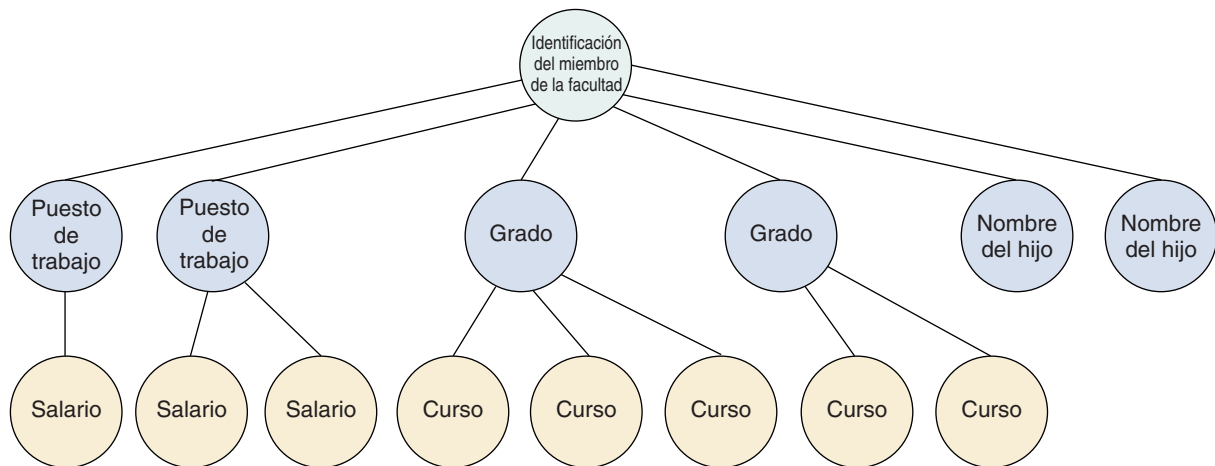 Identificación
del miembro
de la facultad
Puesto
de
trabajo
Puesto
de
trabajo
Grado
Grado
Nombre
del hijo
Nombre
del hijo
Salario
Salario
Salario
Curso
Curso
Curso
Curso
Curso